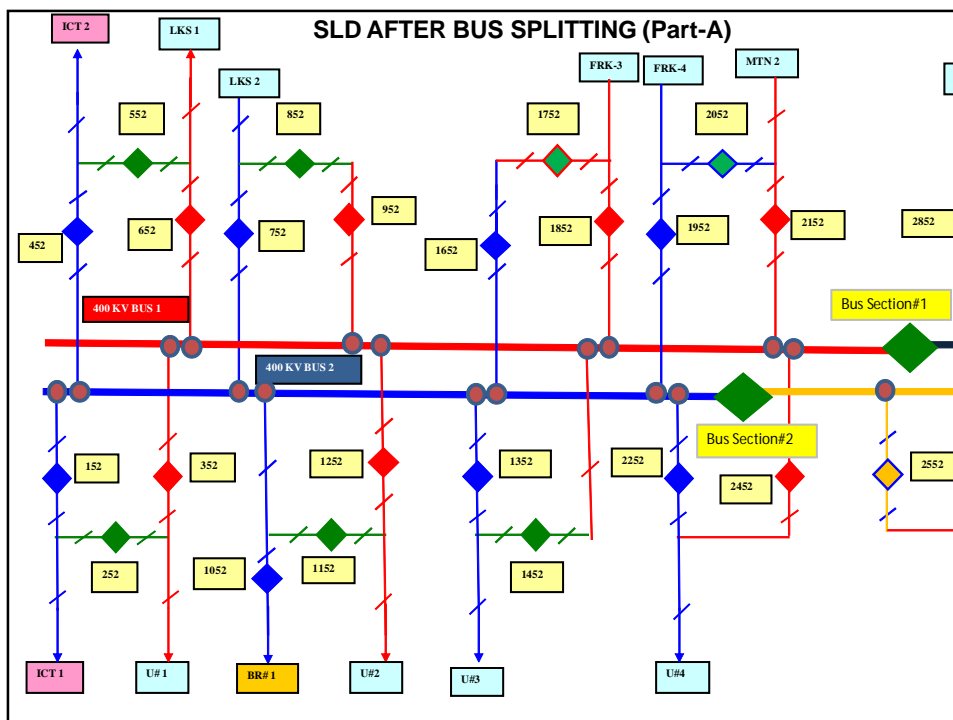 SLD AFTER BUS SPLITTING (Part-A)
ICT 2
LKS 1
LKS 2
FRK-3
FRK-4
MTN 2
552
852
1752
2052
452
652
752
952
1652
1852
1952
2152
2852
400 KV BUS 1
Bus Section#1
400 KV BUS 2
Bus Section#2
152
352
1252
1352
2252
2452
2552
252
1052
1152
1452
ICT 1
U# 1
BR# 1
U#2
U#3
U#4